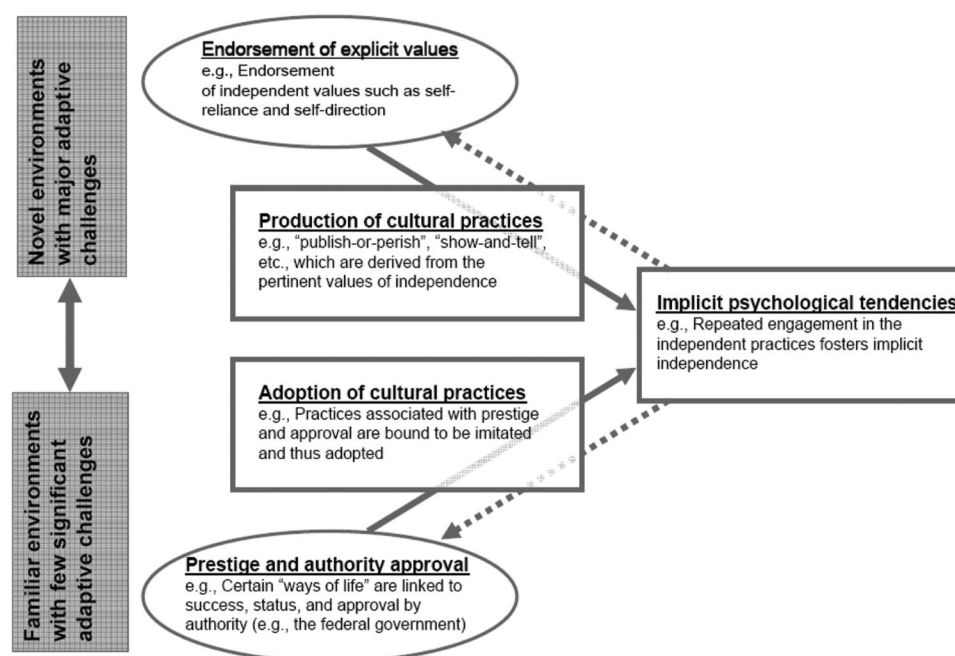 Novel environments
with major adaptive
challenges
Endorsement of explicit values
e.g., Endorsement
of independent values such as self-
reliance and self-direction
Production of cultural practices
e.g., “publish-or-perish”, “show-and-tell”,
etc., which are derived from the
pertinent values of independence
Implicit psychological tendencies
e.g., Repeated engagement in the
independent practices fosters implicit
independence
Adoption of cultural practices
e.g., Practices associated with prestige
and approval are bound to be imitated
and thus adopted
Familiar environments
with few significant
adaptive challenges
Prestige and authority approval
e.g., Certain “ways of life” are linked to
success, status, and approval by
authority (e.g., the federal government)